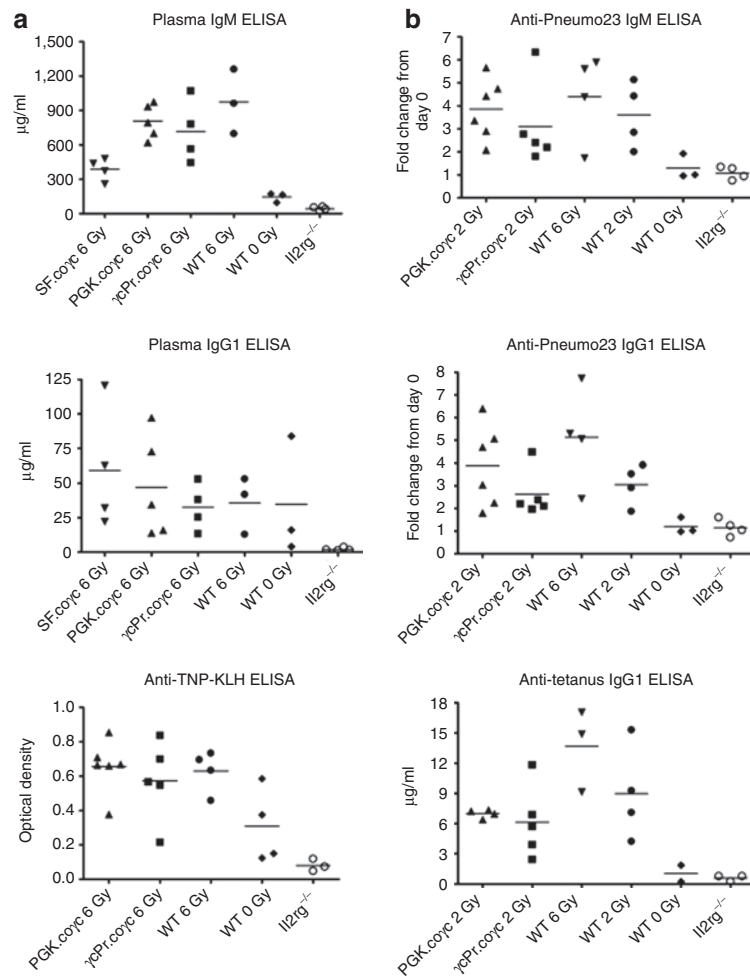 a
Plasma IgM ELISA
1,500
1,200
900
600
300
0
µg/ml
SF.coγc 6 Gy
PGK.coγc 6 Gy
γcPr.coγc 6 Gy
WT 6 Gy
WT 0 Gy
Il2rg−/−
Plasma IgG1 ELISA
125
100
75
50
25
0
µg/ml
SF.coγc 6 Gy
PGK.coγc 6 Gy
γcPr.coγc 6 Gy
WT 6 Gy
WT 0 Gy
Il2rg−/−
Anti-TNP-KLH ELISA
1.0
0.8
0.6
0.4
0.2
0.0
Optical density
PGK.coγc 6 Gy
γcPr.coγc 6 Gy
WT 6 Gy
WT 0 Gy
Il2rg−/−
b
Anti-Pneumo23 IgM ELISA
7
6
5
4
3
2
1
0
Fold change from
day 0
PGK.coγc 2 Gy
γcPr.coγc 2 Gy
WT 6 Gy
WT 2 Gy
WT 0 Gy
Il2rg−/−
Anti-Pneumo23 IgG1 ELISA
8
7
6
5
4
3
2
1
0
Fold change from day 0
PGK.coγc 2 Gy
γcPr.coγc 2 Gy
WT 6 Gy
WT 2 Gy
WT 0 Gy
Il2rg−/−
Anti-tetanus IgG1 ELISA
18
15
12
9
6
3
0
µg/ml
PGK.coγc 2 Gy
γcPr.coγc 2 Gy
WT 6 Gy
WT 2 Gy
WT 0 Gy
Il2rg−/−